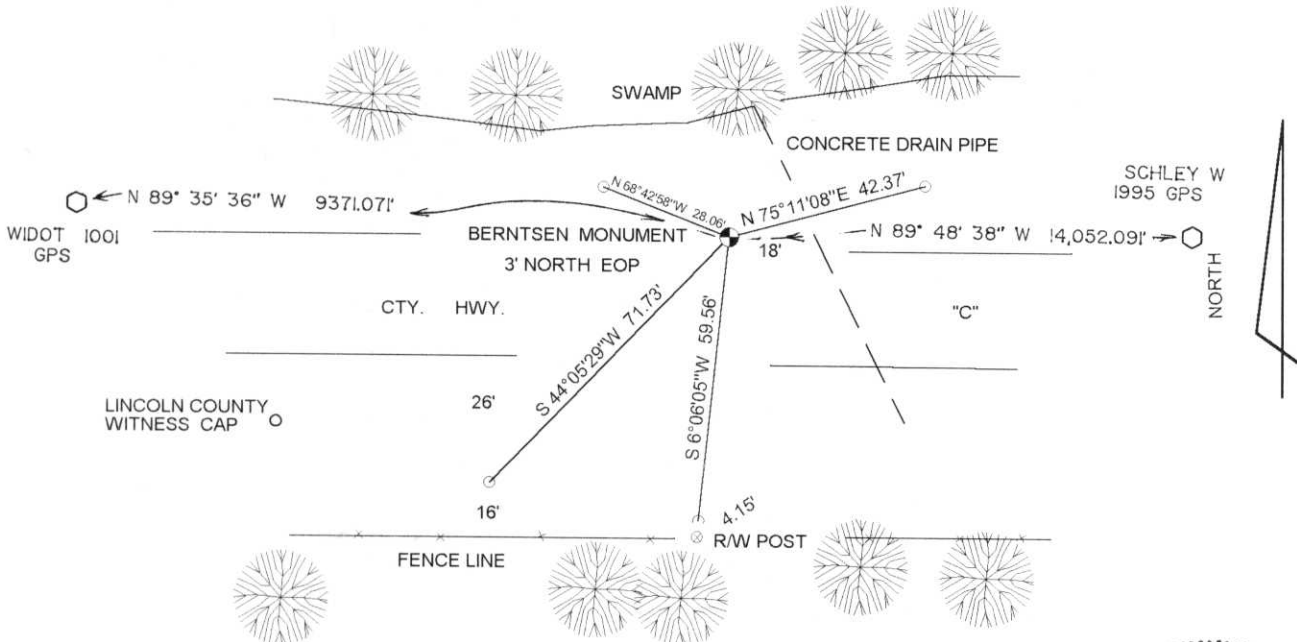 SWAMP
CONCRETE DRAIN PIPE
SCHLEY W
1995 GPS
N 89° 35' 36" W 9371.071'
WIDOT 1001
GPS
N 68°42'58"W 28.06'
N 75°11'08"E 42.37'
BERNTSEN MONUMENT
3' NORTH EOP
18'
N 89° 48' 38" W 14,052.091'
NORTH
CTY. HWY.
"C"
S 44°05'29"W 71.73'
S 6°06'05"W 59.56'
LINCOLN COUNTY
WITNESS CAP
26'
16'
4.15'
R/W POST
FENCE LINE